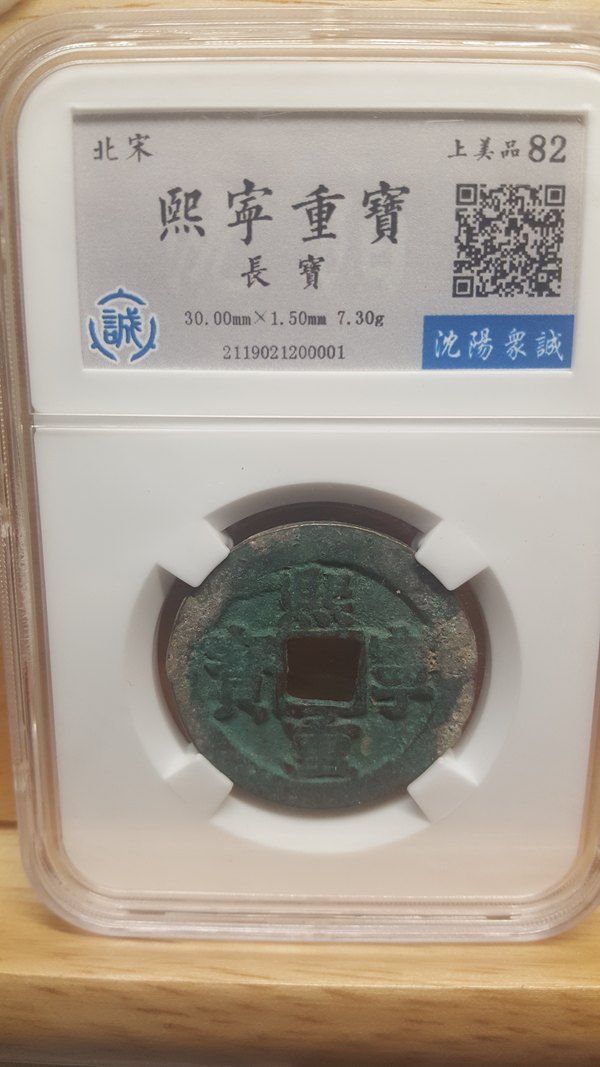 北宋
上美品82
熙寧重寶
長寶
30.00mm×1.50mm 7.30g
誠
2119021200001
沈陽衆誠
熙寧重寶